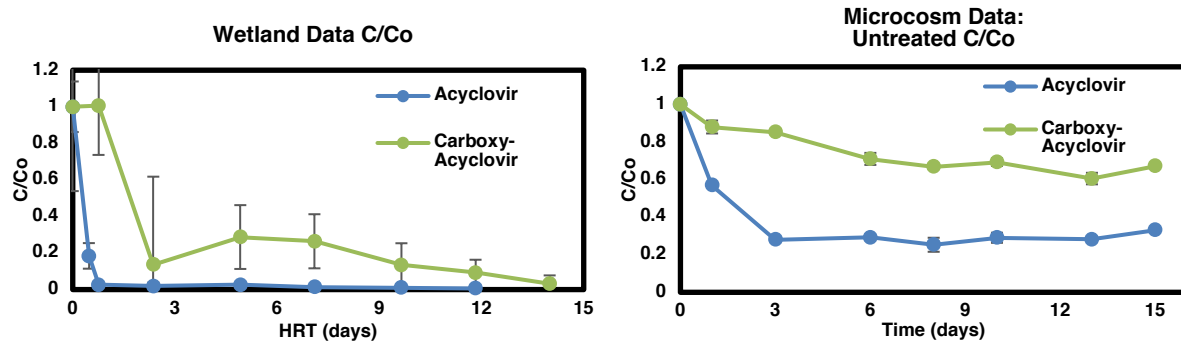 Wetland Data C/Co
1.2
1
0.8
0.6
0.4
0.2
0
C/Co
0
3
6
9
12
15
HRT (days)
Acyclovir
Carboxy-
Acyclovir
Microcosm Data:
Untreated C/Co
1.2
1
0.8
0.6
0.4
0.2
0
C/Co
0
3
6
9
12
15
Time (days)
Acyclovir
Carboxy-
Acyclovir